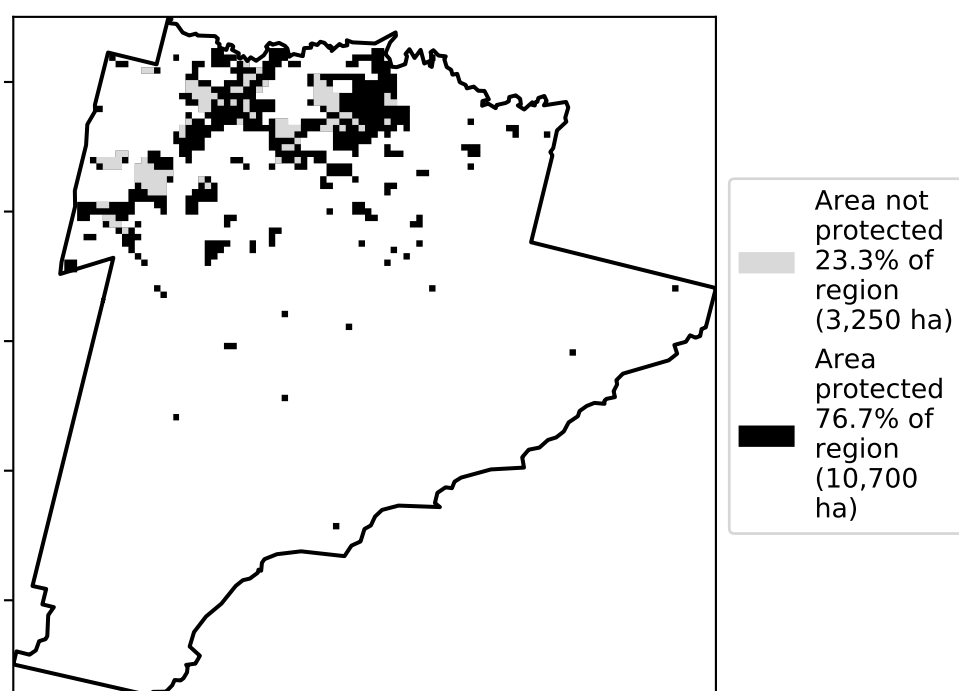 Area not
protected
23.3% of
region
(3,250 ha)
Area
protected
76.7% of
region
(10,700
ha)